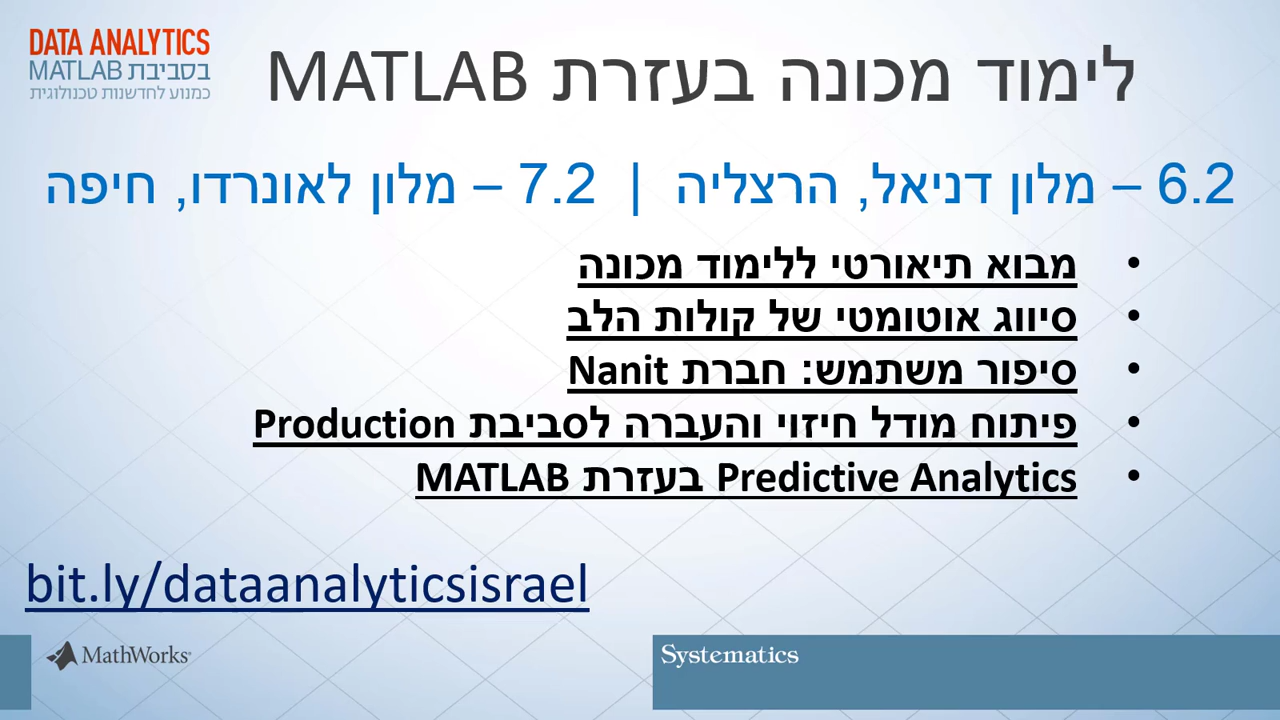 DATA ANALYTICS
בסביבת MATLAB
כמנוע לחדשנות טכנולוגית
לימוד מכונה בעזרת MATLAB
6.2 – מלון דניאל, הרצליה | 7.2 – מלון לאונרדו, חיפה
• מבוא תיאורטי ללימוד מכונה
• סיווג אוטומטי של קולות הלב
• סיפור משתמש: חברת Nanit
• פיתוח מודל חיזוי והעברה לסביבת Production
• Predictive Analytics בעזרת MATLAB
bit.ly/dataanalyticsisrael
MathWorks
Systematics